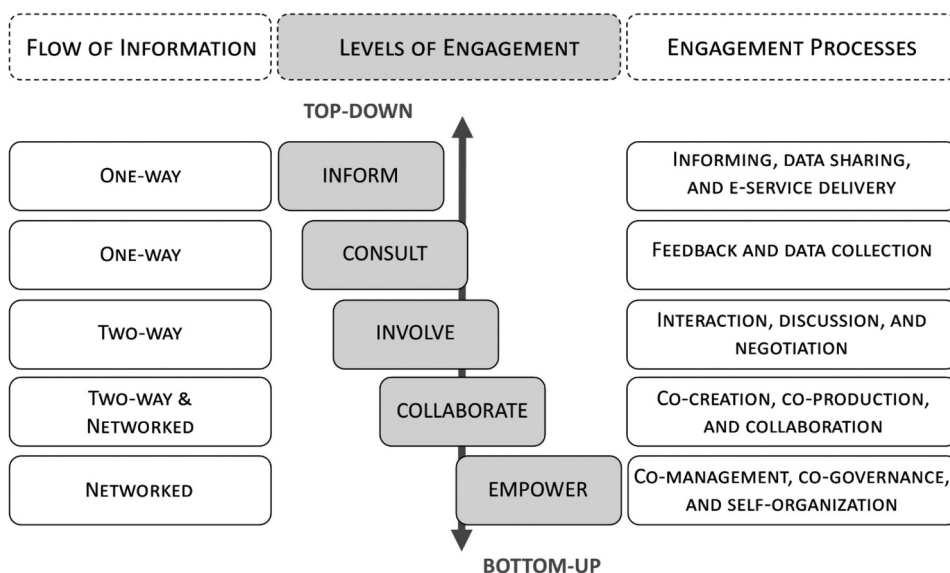 Flow of Information
Levels of Engagement
Engagement Processes
TOP-DOWN
One-way
INFORM
Informing, data sharing,
and e-service delivery
One-way
CONSULT
Feedback and data collection
Two-way
INVOLVE
Interaction, discussion, and
negotiation
Two-way &
Networked
COLLABORATE
Co-creation, co-production,
and collaboration
Networked
EMPOWER
Co-management, co-governance,
and self-organization
BOTTOM-UP